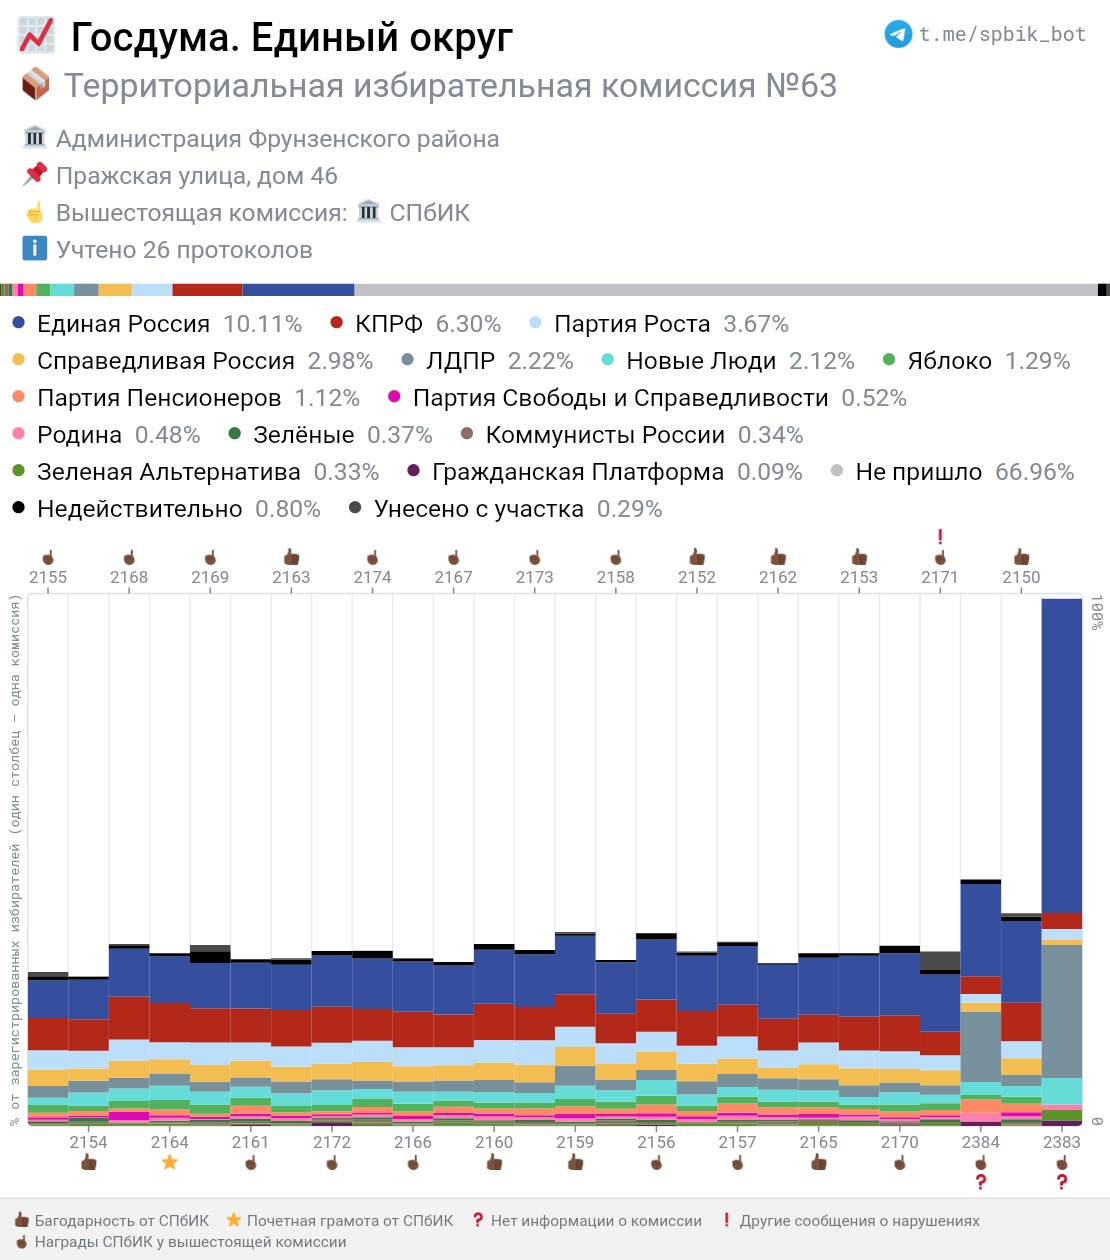 Госдума. Единый округ
t.me/spbik_bot
Территориальная избирательная комиссия №63
Администрация Фрунзенского района
Пражская улица, дом 46
Вышестоящая комиссия: СПбИК
Учтено 26 протоколов
Единая Россия 10.11% КПРФ 6.30% Партия Роста 3.67%
Справедливая Россия 2.98% ЛДПР 2.22% Новые Люди 2.12% Яблоко 1.29%
Партия Пенсионеров 1.12% Партия Свободы и Справедливости 0.52%
Родина 0.48% Зелёные 0.37% Коммунисты России 0.34%
Зеленая Альтернатива 0.33% Гражданская Платформа 0.09% Не пришло 66.96%
Недействительно 0.80% Унесено с участка 0.29%
2155 2168 2169 2163 2174 2167 2173 2158 2152 2162 2153 2171 2150
% от зарегистрированных избирателей (один столбец – одна комиссия)
100%
0
2154 2164 2161 2172 2166 2160 2159 2156 2157 2165 2170 2384 2383
Багодарность от СПбИК Почетная грамота от СПбИК Нет информации о комиссии Другие сообщения о нарушениях
Награды СПбИК у вышестоящей комиссии